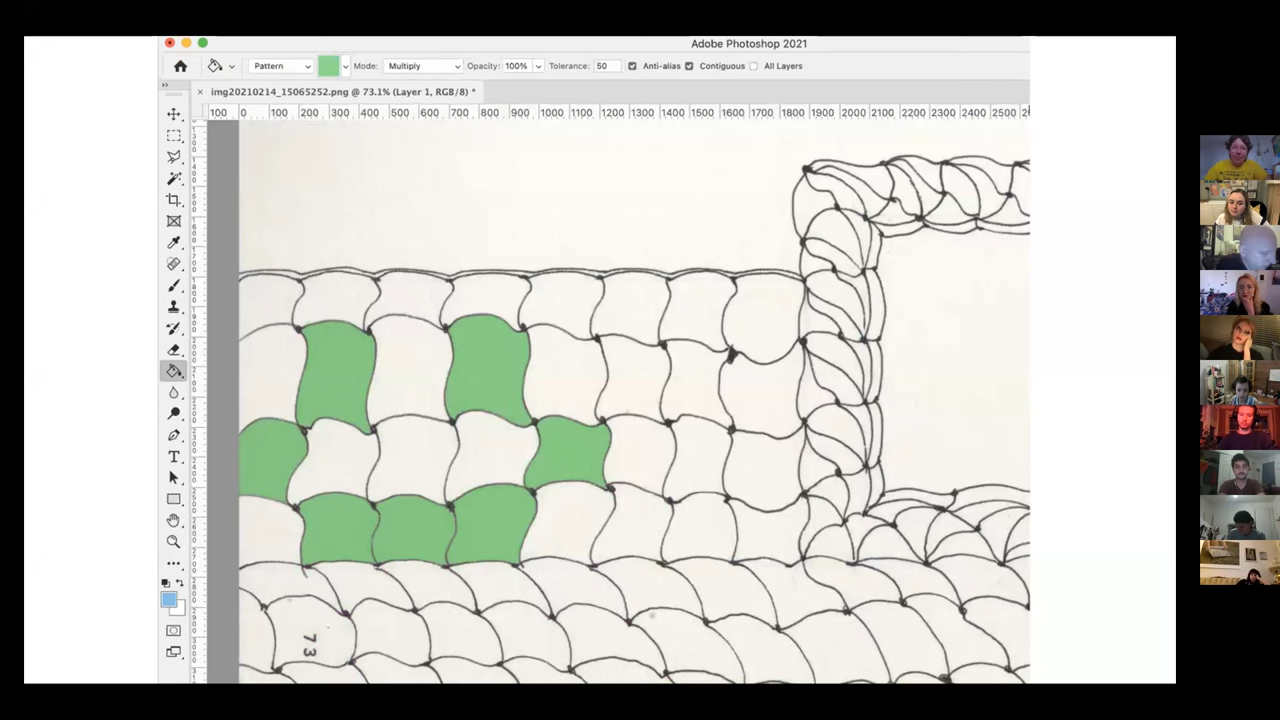 Adobe Photoshop 2021
Pattern Mode: Multiply Opacity: 100% Tolerance: 50 Anti-alias Contiguous All Layers
img20210214_15065252.png @ 73.1% (Layer 1, RGB/8) *
100 0 100 200 300 400 500 600 700 800 900 1000 1100 1200 1300 1400 1500 1600 1700 1800 1900 2000 2100 2200 2300 2400 2500
T
73